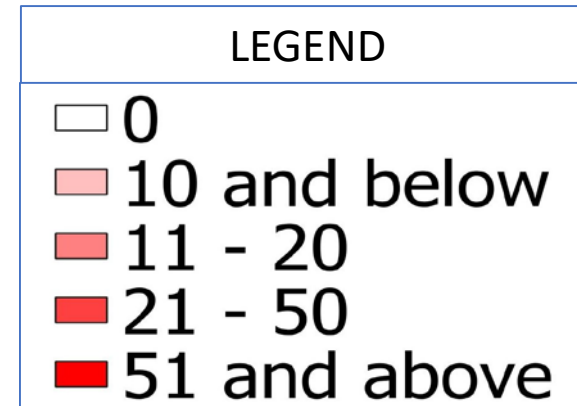 LEGEND
0
10 and below
11 - 20
21 - 50
51 and above